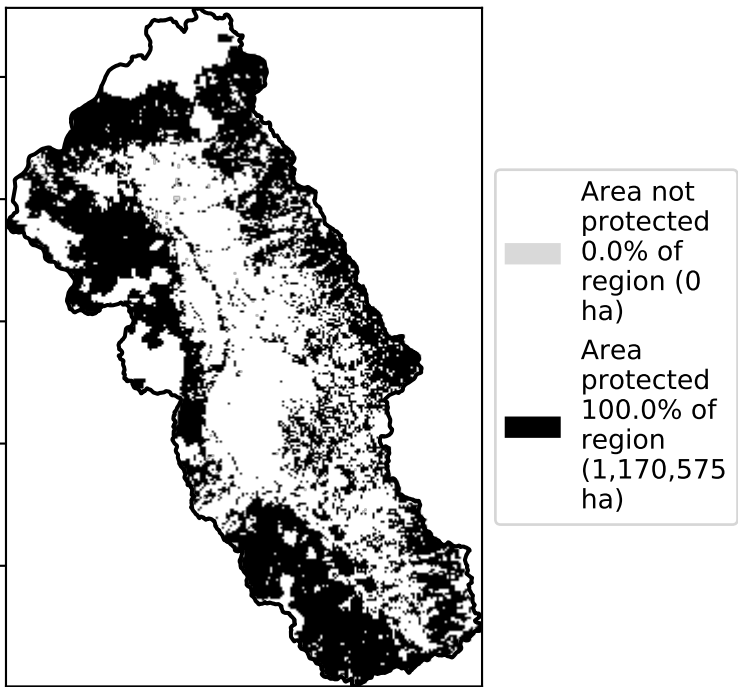 Area not
protected
0.0% of
region (0
ha)
Area
protected
100.0% of
region
(1,170,575
ha)